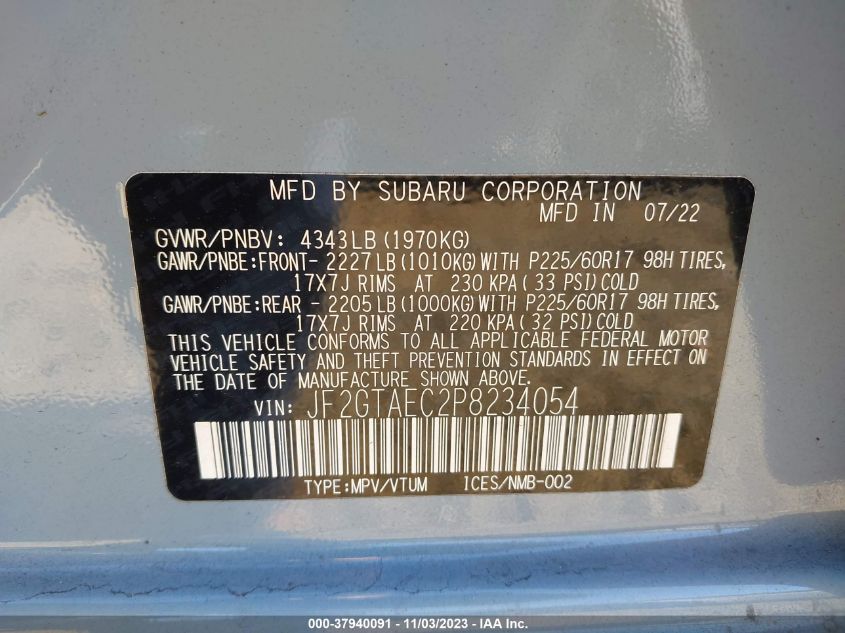 MFD BY SUBARU CORPORATION
MFD IN 07/22
GVWR/PNBV: 4343LB (1970KG)
GAWR/PNBE:FRONT- 2227LB (1010KG)WITH P225/60R17 98H TIRES,
17X7J RIMS AT 230 KPA( 33 PSI)COLD
GAWR/PNBE:REAR - 2205LB (1000KG)WITH P225/60R17 98H TIRES,
17X7J RIMS AT 220 KPA( 32 PSI)COLD
THIS VEHICLE CONFORMS TO ALL APPLICABLE FEDERAL MOTOR
VEHICLE SAFETY AND THEFT PREVENTION STANDARDS IN EFFECT ON
THE DATE OF MANUFACTURE SHOWN ABOVE.
VIN: JF2GTAEC2P8234054
TYPE:MPV/VTUM ICES/NMB-002
000-37940091 - 11/03/2023 - IAA Inc.